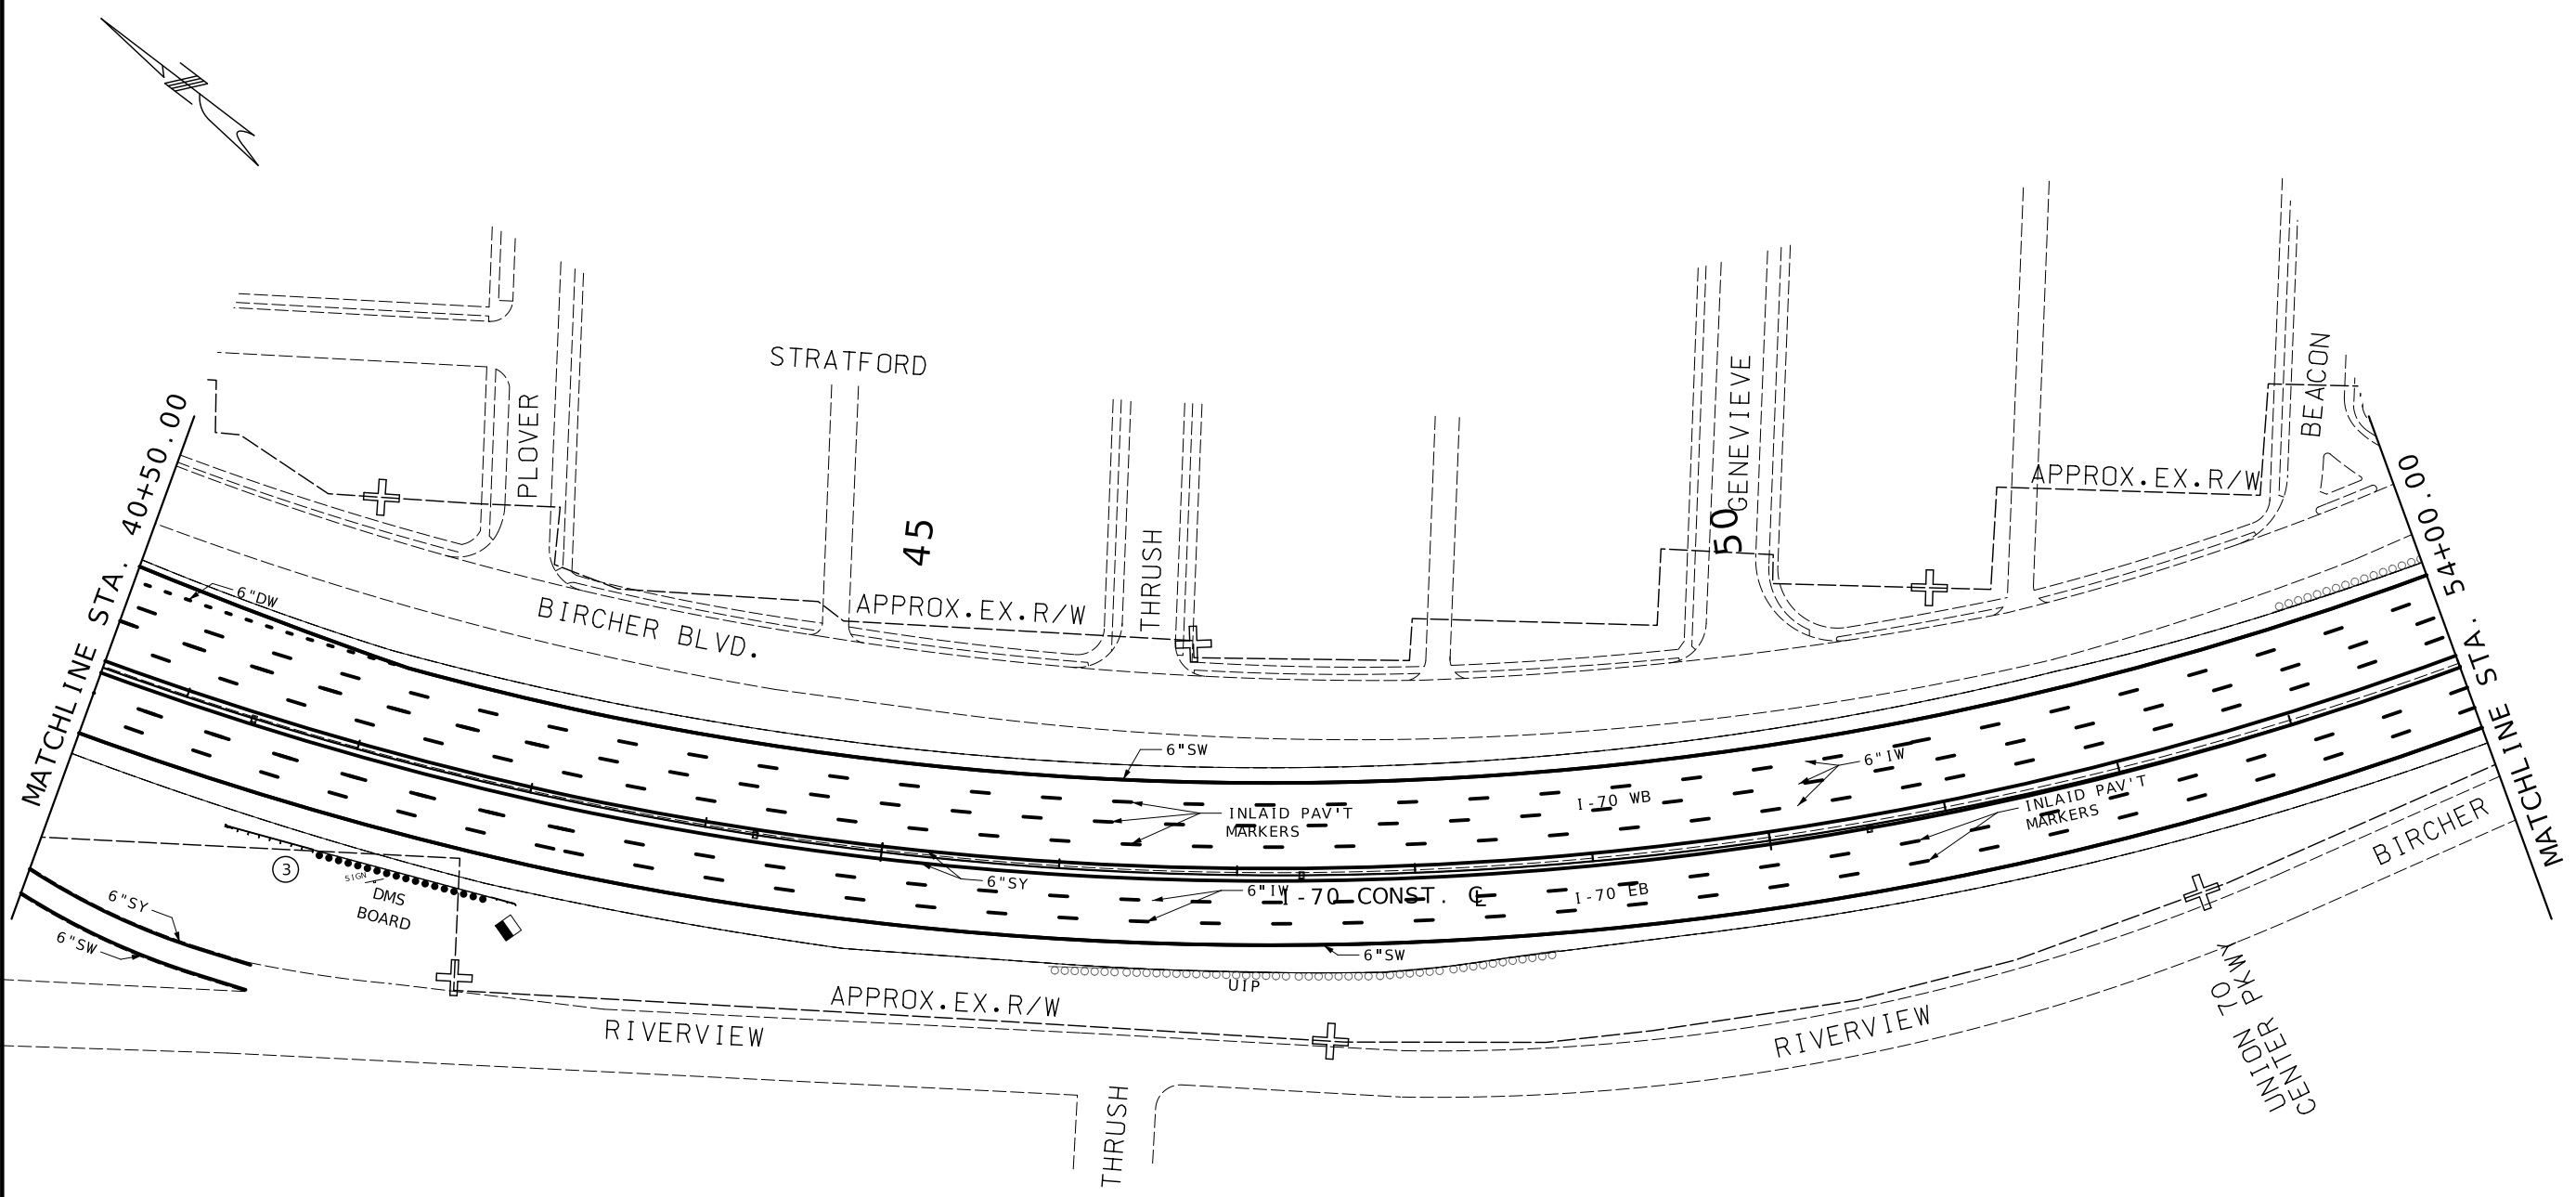 STRATFORD
PLOVER
GENEVIEVE
BEACON
APPROX.EX.R/W
MATCHLINE STA. 40+50.00
MATCHLINE STA. 54+00.00
45
50
THRUSH
6"DW
BIRCHER BLVD.
APPROX.EX.R/W
6"SW
6"IW
I-70 WB
INLAID PAV'T
MARKERS
INLAID PAV'T
MARKERS
BIRCHER
3
SIGN
DMS
BOARD
6"SY
6"IW
I-70 CONST. ℄
I-70 EB
6"SY
6"SW
6"SW
UIP
APPROX.EX.R/W
RIVERVIEW
RIVERVIEW
UNION 70
CENTER PKWY
THRUSH